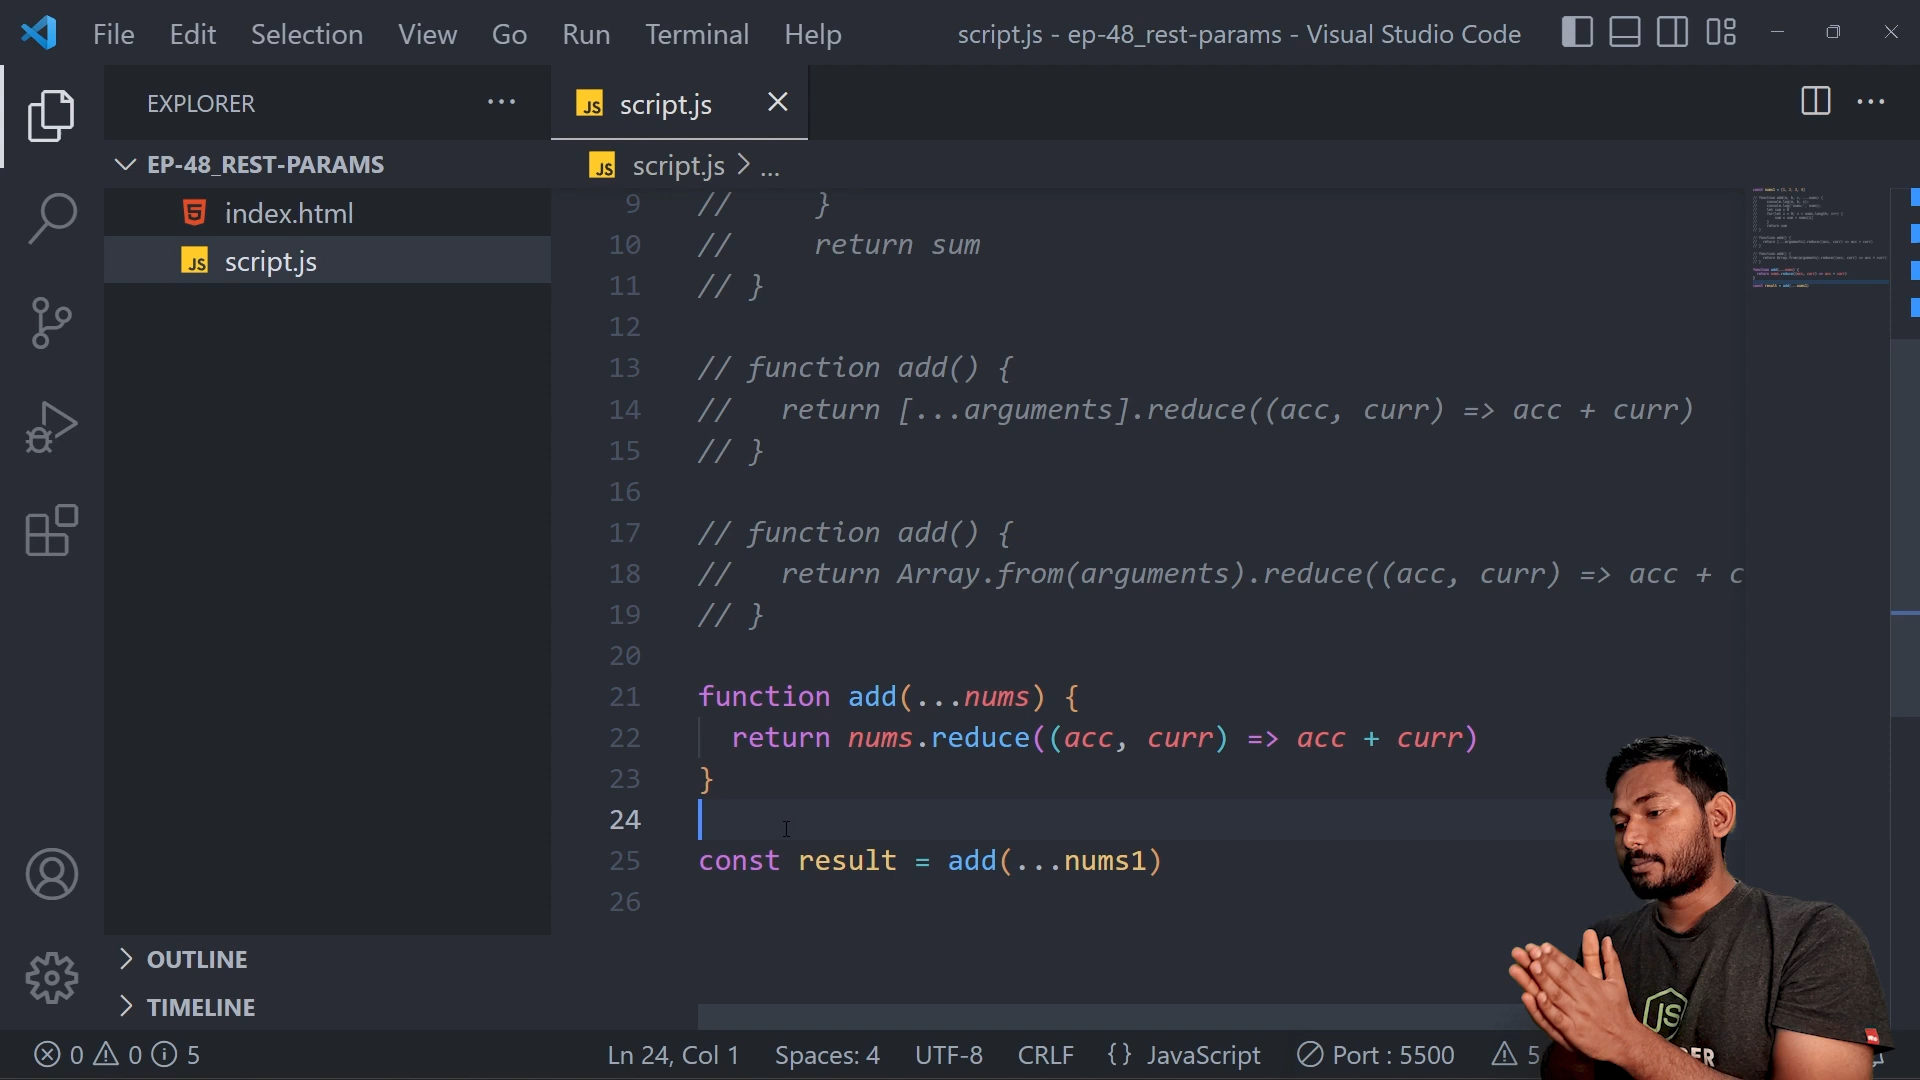 File Edit Selection View Go Run Terminal Help script.js - ep-48_rest-params - Visual Studio Code
EXPLORER
JS script.js
EP-48_REST-PARAMS
JS script.js > ...
index.html
JS script.js
9 // }
10 // return sum
11 // }
12
13 // function add() {
14 // return [...arguments].reduce((acc, curr) => acc + curr)
15 // }
16
17 // function add() {
18 // return Array.from(arguments).reduce((acc, curr) => acc + c
19 // }
20
21 function add(...nums) {
22 return nums.reduce((acc, curr) => acc + curr)
23 }
24
25 const result = add(...nums1)
26
OUTLINE
TIMELINE
0 0 5 Ln 24, Col 1 Spaces: 4 UTF-8 CRLF {} JavaScript Port : 5500 5
JS